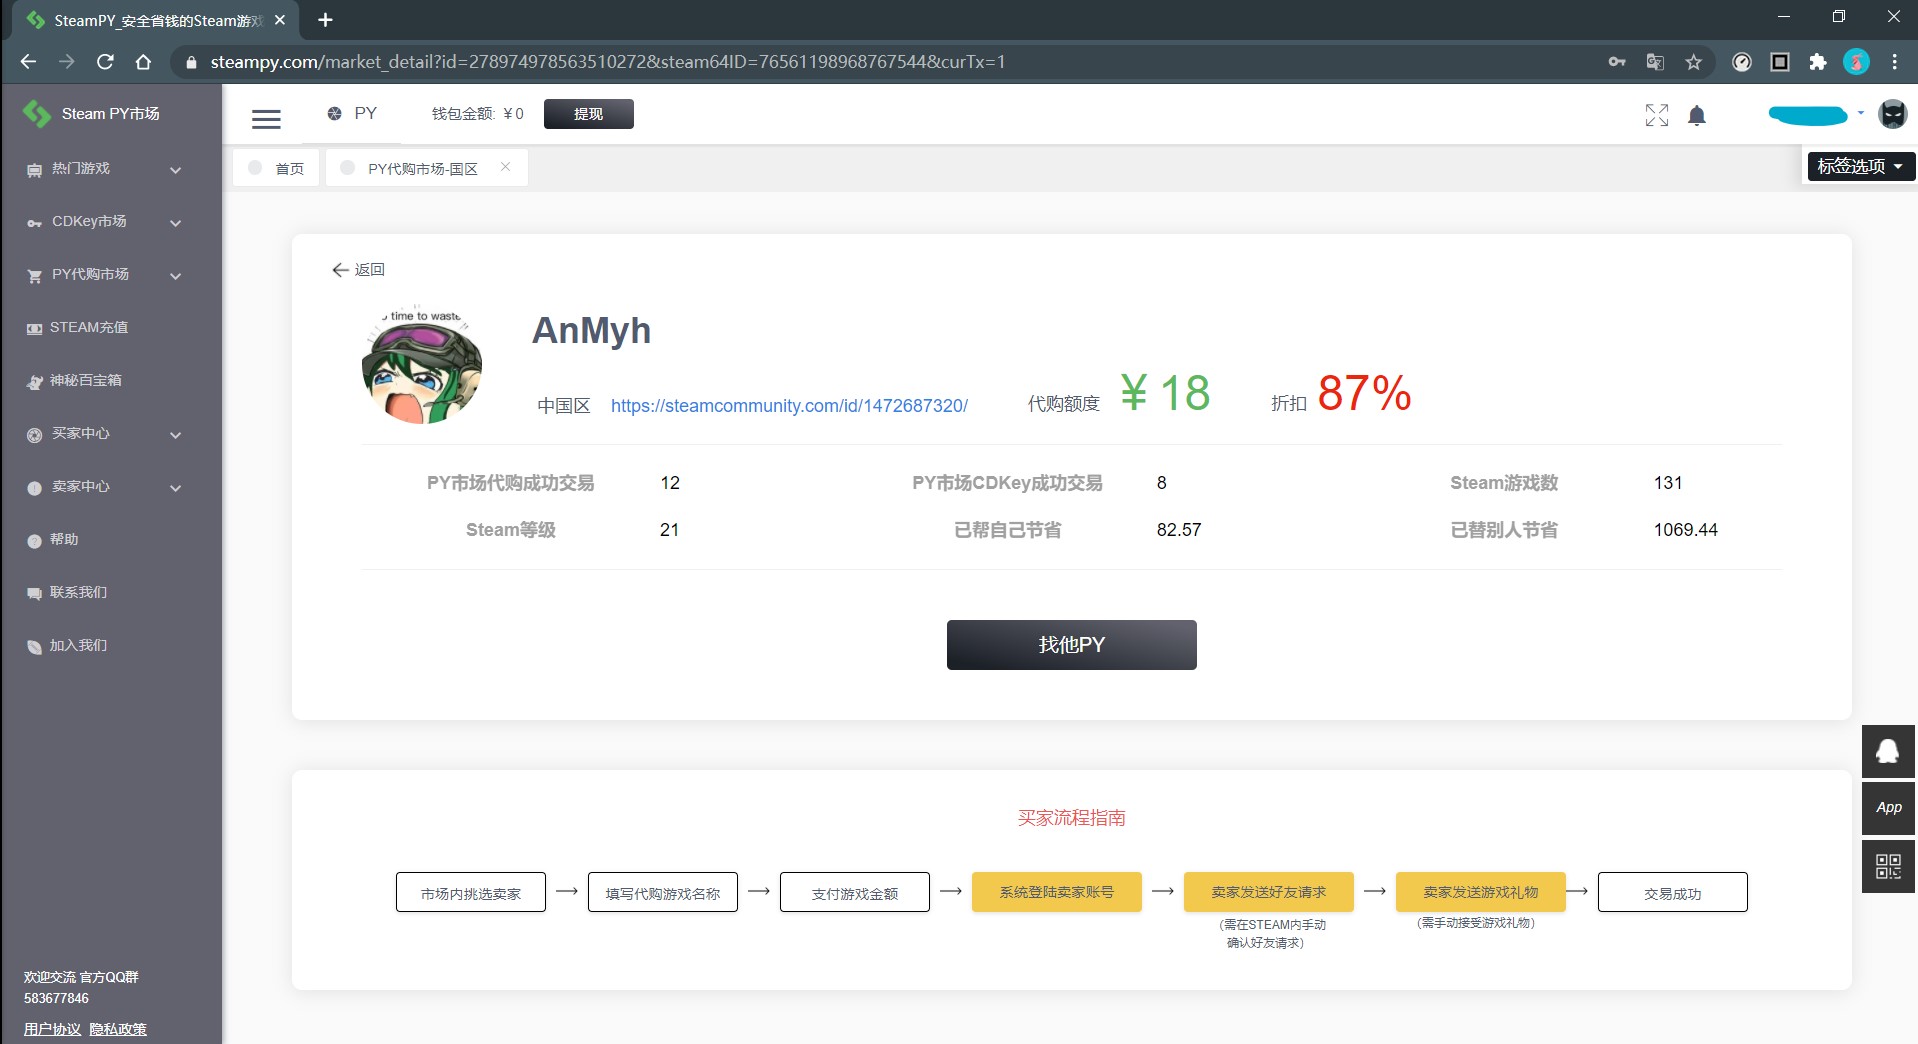 SteamPY_安全省钱的Steam游戏
steampy.com/market_detail?id=278974978563510272&steam64ID=76561198968767544&curTx=1
Steam PY市场
PY
钱包金额: ￥0
提现
首页
PY代购市场-国区
标签选项
热门游戏
CDKey市场
PY代购市场
STEAM充值
神秘百宝箱
买家中心
卖家中心
帮助
联系我们
加入我们
欢迎交流 官方QQ群
583677846
用户协议 隐私政策
返回
time to waste
AnMyh
中国区 https://steamcommunity.com/id/1472687320/ 代购额度 ￥18 折扣 87%
PY市场代购成功交易 12 PY市场CDKey成功交易 8 Steam游戏数 131
Steam等级 21 已帮自己节省 82.57 已替别人节省 1069.44
找他PY
App
买家流程指南
市场内挑选卖家 填写代购游戏名称 支付游戏金额 系统登陆卖家账号 卖家发送好友请求 卖家发送游戏礼物 交易成功
(需在STEAM内手动
确认好友请求)
(需手动接受游戏礼物)